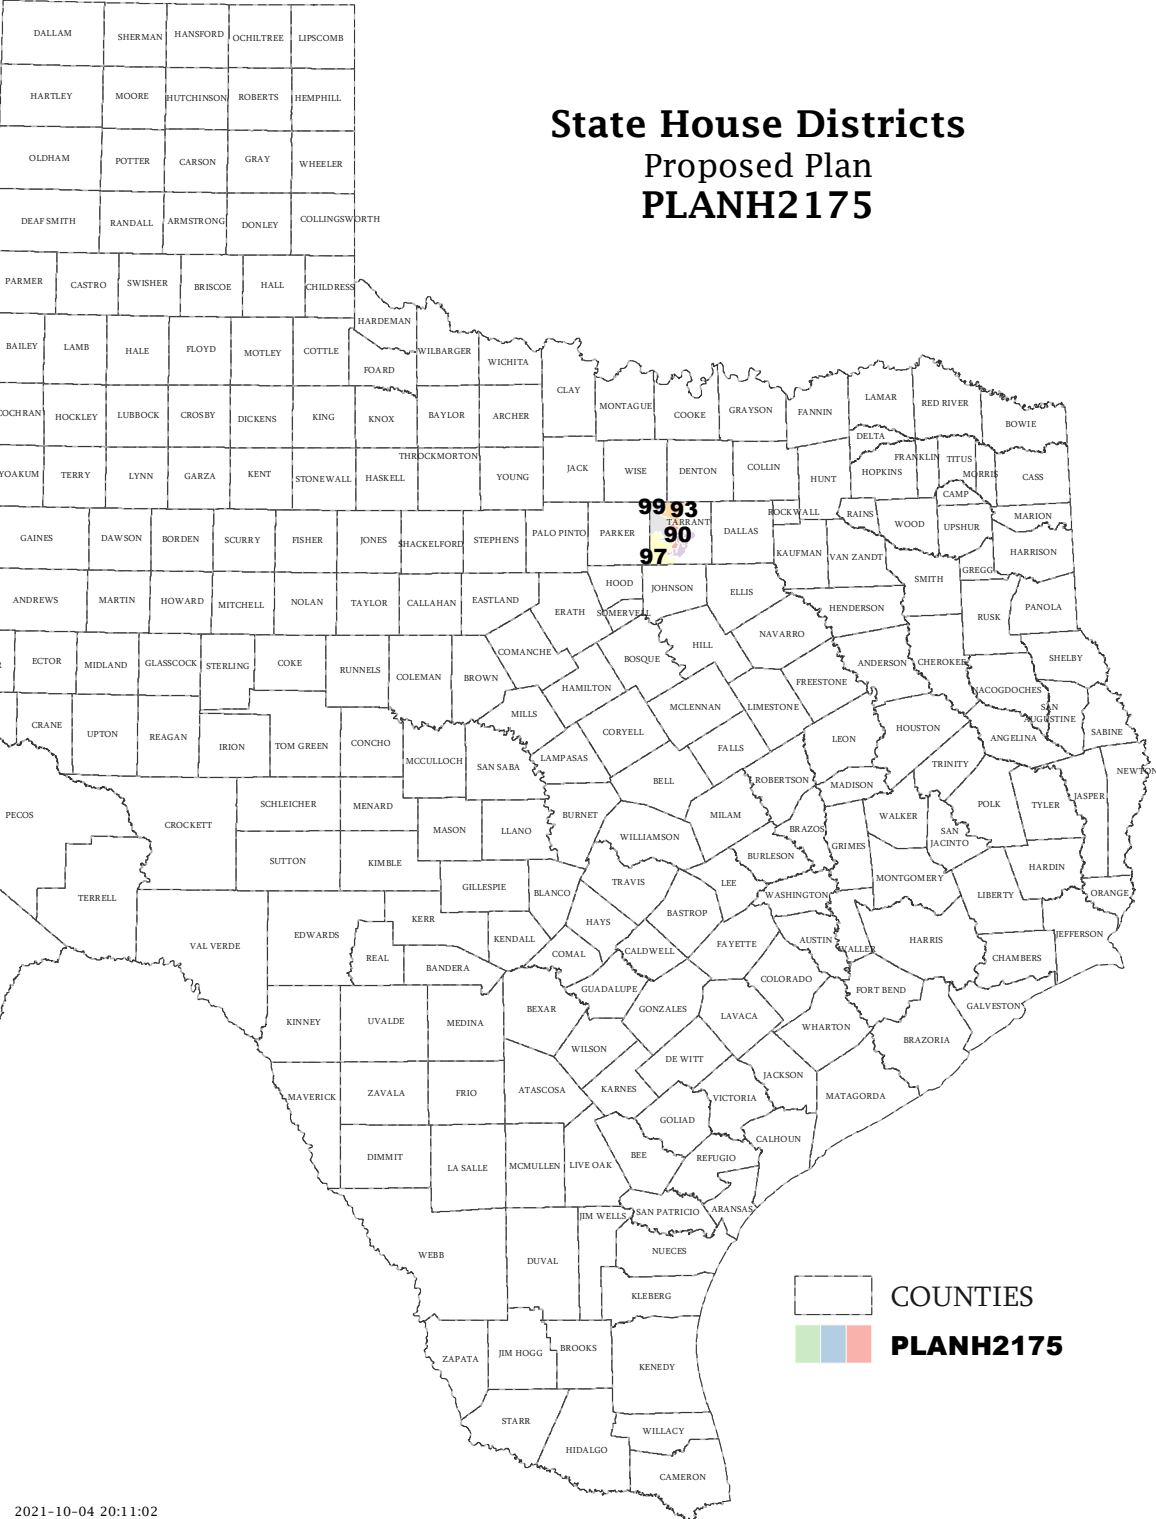 State House Districts
Proposed Plan
PLANH2175
DALLAM
SHERMAN
HANSFORD
OCHILTREE
LIPSCOMB
HARTLEY
MOORE
HUTCHINSON
ROBERTS
HEMPHILL
OLDHAM
POTTER
CARSON
GRAY
WHEELER
DEAF SMITH
RANDALL
ARMSTRONG
DONLEY
COLLINGSWORTH
PARMER
CASTRO
SWISHER
BRISCOE
HALL
CHILDRESS
HARDEMAN
BAILEY
LAMB
HALE
FLOYD
MOTLEY
COTTLE
FOARD
WILBARGER
WICHITA
CLAY
MONTAGUE
COOKE
GRAYSON
FANNIN
LAMAR
RED RIVER
BOWIE
COCHRAN
HOCKLEY
LUBBOCK
CROSBY
DICKENS
KING
KNOX
BAYLOR
ARCHER
DELTA
YOAKUM
TERRY
LYNN
GARZA
KENT
STONEWALL
HASKELL
THROCKMORTON
YOUNG
JACK
WISE
DENTON
COLLIN
HUNT
HOPKINS
FRANKLIN
TITUS
MORRIS
CASS
CAMP
99 93
TARRANT
90
97
ROCKWALL
RAINS
WOOD
UPSHUR
MARION
GAINES
DAWSON
BORDEN
SCURRY
FISHER
JONES
SHACKELFORD
STEPHENS
PALO PINTO
PARKER
DALLAS
KAUFMAN
VAN ZANDT
HARRISON
GREGG
SMITH
ANDREWS
MARTIN
HOWARD
MITCHELL
NOLAN
TAYLOR
CALLAHAN
EASTLAND
ERATH
HOOD
SOMERVELL
JOHNSON
ELLIS
HENDERSON
RUSK
PANOLA
NAVARRO
HILL
ECTOR
MIDLAND
GLASSCOCK
STERLING
COKE
RUNNELS
COLEMAN
BROWN
COMANCHE
BOSQUE
ANDERSON
CHEROKEE
SHELBY
NACOGDOCHES
HAMILTON
FREESTONE
MILLS
MCLENNAN
LIMESTONE
SAN
AUGUSTINE
CRANE
UPTON
REAGAN
IRION
TOM GREEN
CONCHO
MCCULLOCH
SAN SABA
LAMPASAS
CORYELL
FALLS
LEON
HOUSTON
ANGELINA
SABINE
TRINITY
NEWTON
BELL
ROBERTSON
MADISON
PECOS
CROCKETT
SCHLEICHER
MENARD
MASON
LLANO
BURNET
WILLIAMSON
MILAM
BRAZOS
GRIMES
WALKER
SAN
JACINTO
POLK
TYLER
JASPER
SUTTON
KIMBLE
BURLESON
MONTGOMERY
LIBERTY
HARDIN
ORANGE
TERRELL
GILLESPIE
BLANCO
TRAVIS
LEE
WASHINGTON
VAL VERDE
EDWARDS
KERR
KENDALL
HAYS
BASTROP
REAL
BANDERA
COMAL
CALDWELL
FAYETTE
AUSTIN
WALLER
HARRIS
JEFFERSON
CHAMBERS
COLORADO
KINNEY
UVALDE
MEDINA
BEXAR
GUADALUPE
GONZALES
LAVACA
FORT BEND
GALVESTON
WHARTON
BRAZORIA
WILSON
DE WITT
MAVERICK
ZAVALA
FRIO
ATASCOSA
KARNES
JACKSON
VICTORIA
MATAGORDA
GOLIAD
CALHOUN
DIMMIT
LA SALLE
MCMULLEN
LIVE OAK
BEE
REFUGIO
ARANSAS
SAN PATRICIO
JIM WELLS
WEBB
DUVAL
NUECES
KLEBERG
ZAPATA
JIM HOGG
BROOKS
KENEDY
STARR
HIDALGO
WILLACY
CAMERON
COUNTIES
PLANH2175
2021-10-04 20:11:02